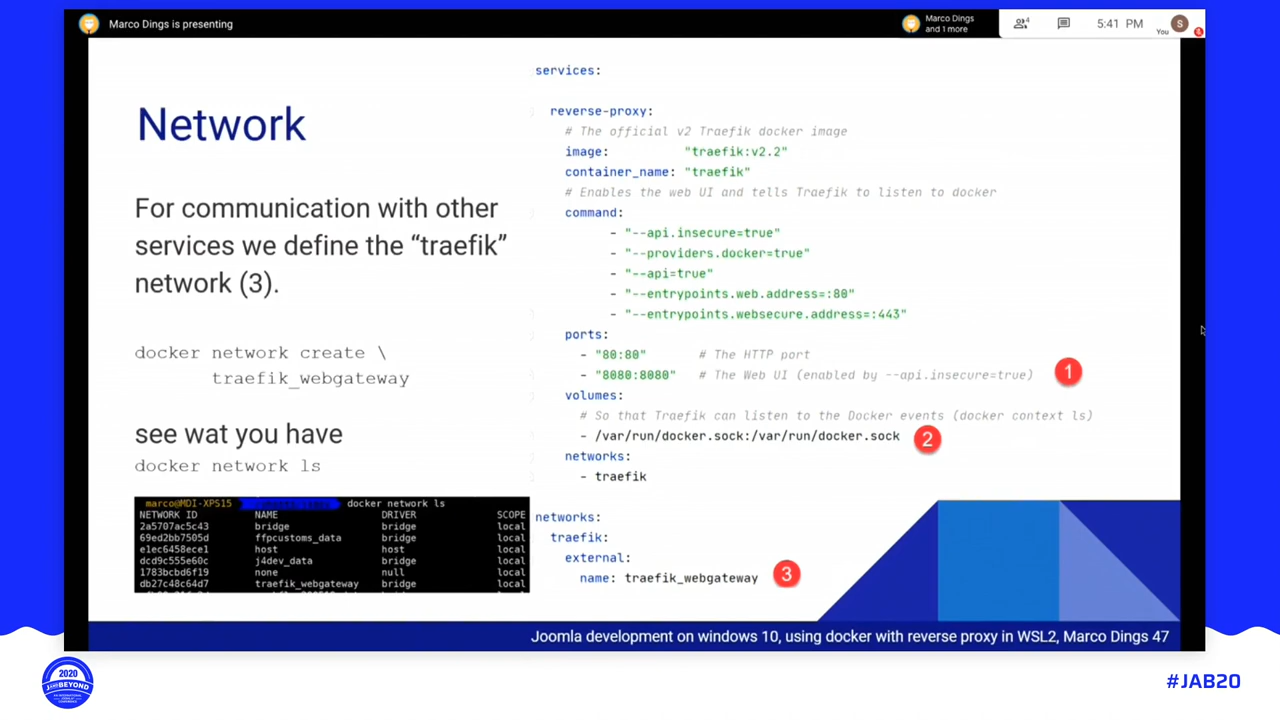 Marco Dings is presenting
Marco Dings
and 1 more
4
5:41 PM
You
S
Network
For communication with other
services we define the “traefik”
network (3).
docker network create \
traefik_webgateway
see wat you have
docker network ls
marco@MDI-XPS15 docker network ls
NETWORK ID NAME DRIVER SCOPE
2a5707ac5c43 bridge bridge local
69ed2bb7505d ffpcustoms_data bridge local
e1ec6458ece1 host host local
dcd9c555e60c j4dev_data bridge local
1783bcbd6f19 none null local
db27c48c64d7 traefik_webgateway bridge local
services:
reverse-proxy:
# The official v2 Traefik docker image
image: "traefik:v2.2"
container_name: "traefik"
# Enables the web UI and tells Traefik to listen to docker
command:
- "--api.insecure=true"
- "--providers.docker=true"
- "--api=true"
- "--entrypoints.web.address=:80"
- "--entrypoints.websecure.address=:443"
ports:
- "80:80" # The HTTP port
- "8080:8080" # The Web UI (enabled by --api.insecure=true)
1
volumes:
# So that Traefik can listen to the Docker events (docker context ls)
- /var/run/docker.sock:/var/run/docker.sock
2
networks:
- traefik
networks:
traefik:
external:
name: traefik_webgateway
3
Joomla development on windows 10, using docker with reverse proxy in WSL2, Marco Dings 47
2020
BEYOND
#JAB20